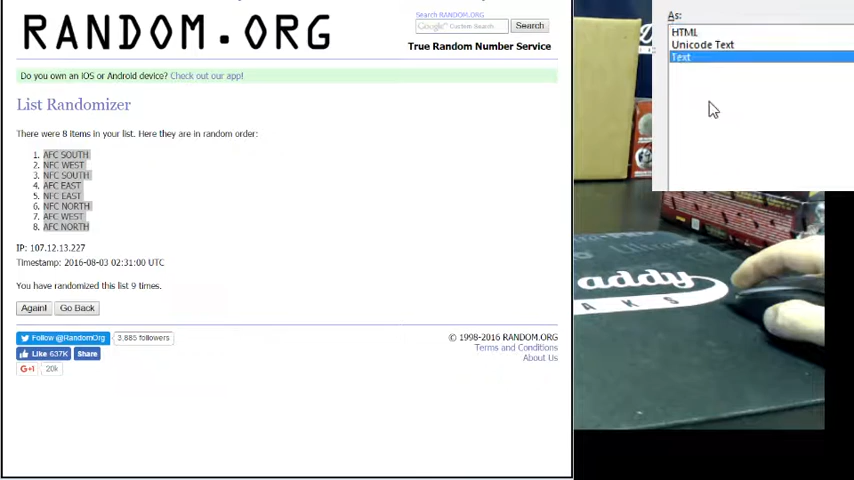 Search RANDOM.ORG
RANDOM.ORG
Google Custom Search
Search
True Random Number Service
Do you own an iOS or Android device? Check out our app!
List Randomizer
There were 8 items in your list. Here they are in random order:
1. AFC SOUTH
2. NFC WEST
3. NFC SOUTH
4. AFC EAST
5. NFC EAST
6. NFC NORTH
7. AFC WEST
8. AFC NORTH
IP: 107.12.13.227
Timestamp: 2016-08-03 02:31:00 UTC
You have randomized this list 9 times.
Again!
Go Back
Follow @RandomOrg
3,885 followers
Like 637K
Share
G+1
20k
© 1998-2016 RANDOM.ORG
Terms and Conditions
About Us
As:
HTML
Unicode Text
Text
Ultra
addy
AKS